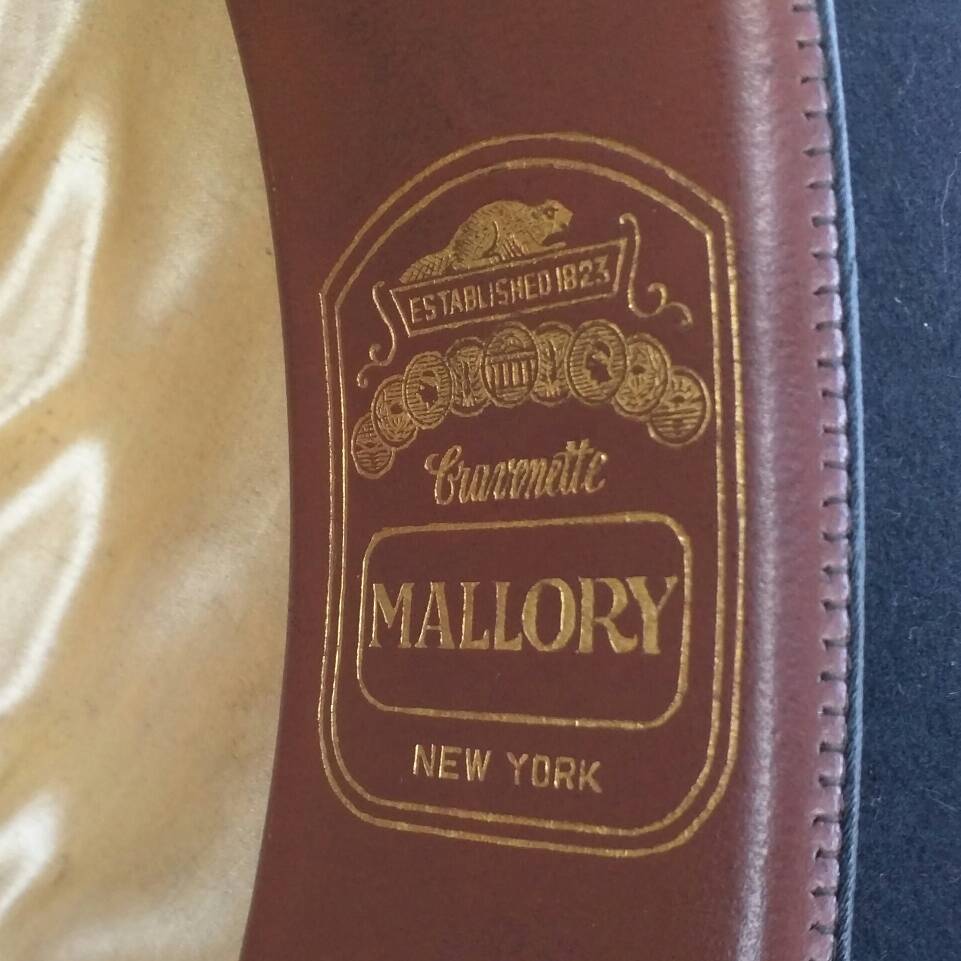 ESTABLISHED 1823
Cravenette
MALLORY
NEW YORK